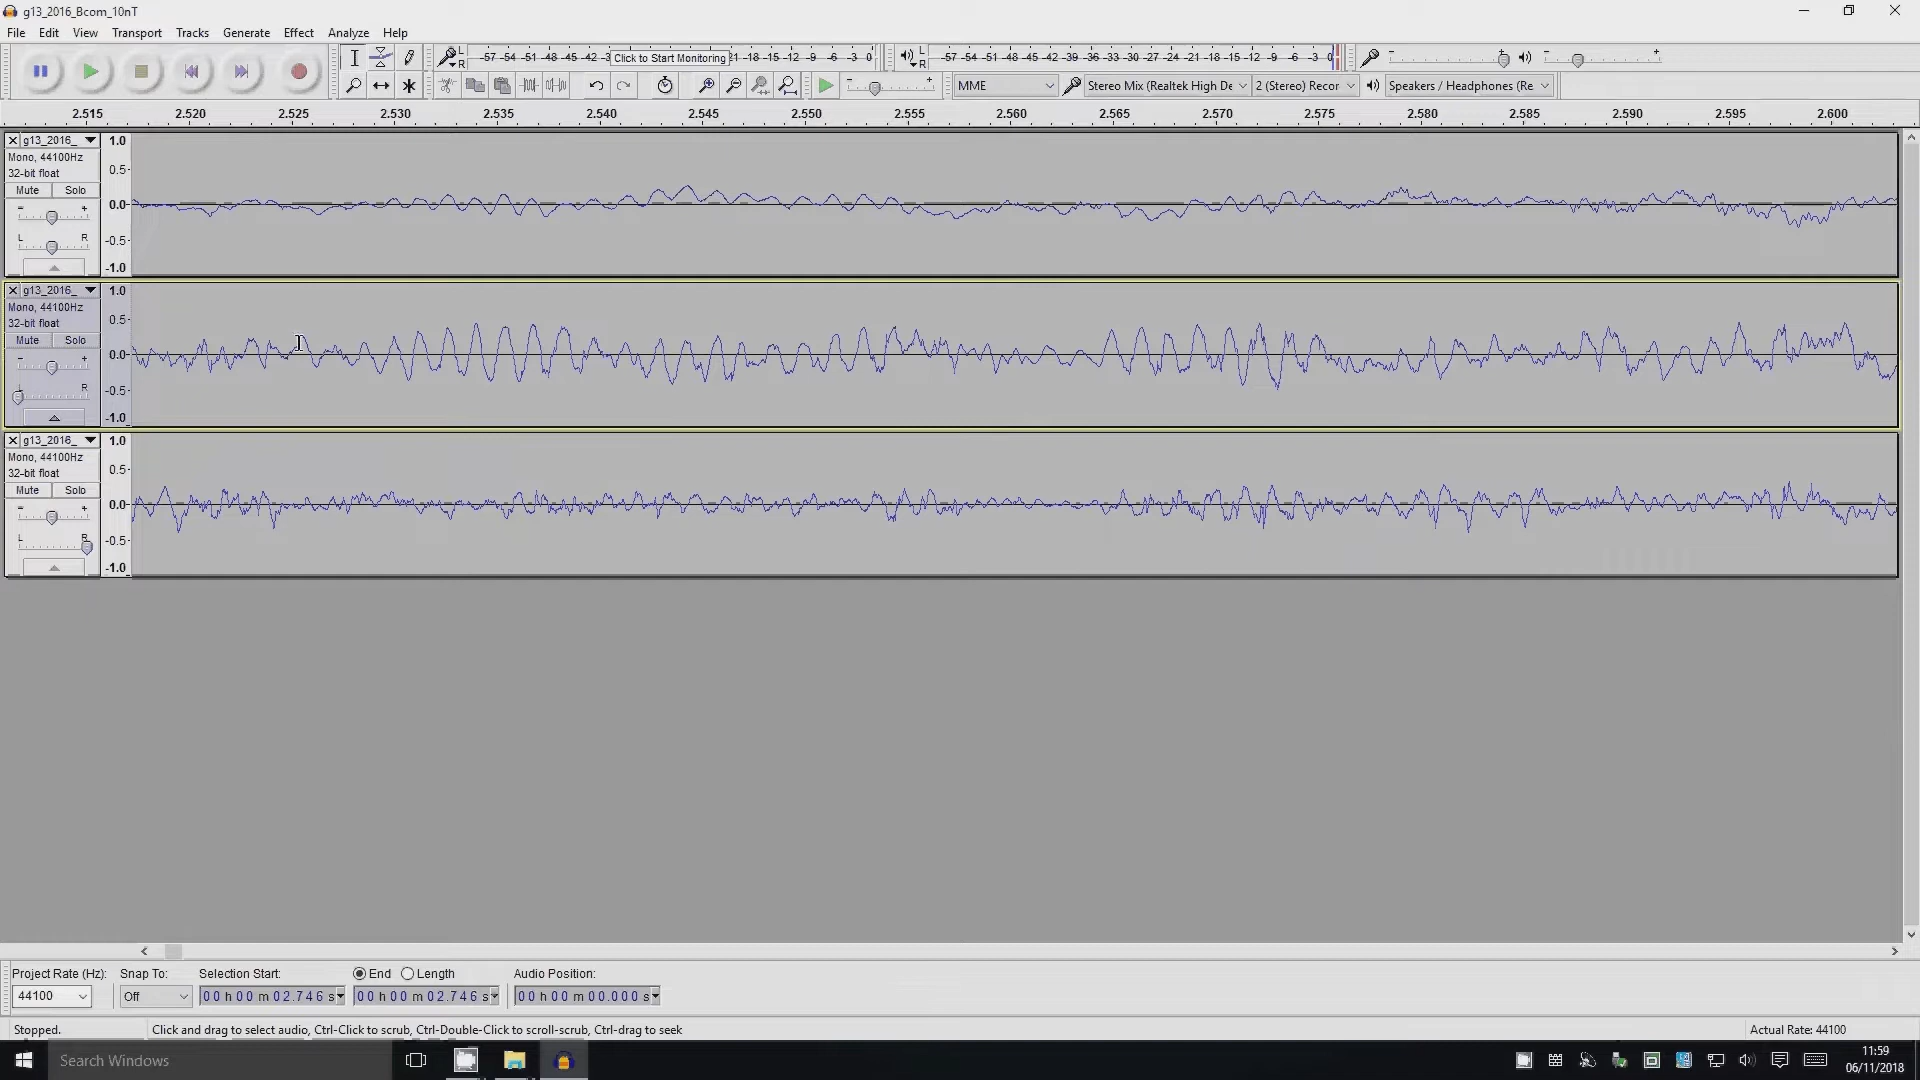 g13_2016_Bcom_10nT
File Edit View Transport Tracks Generate Effect Analyze Help
L R -57 -54 -51 -48 -45 -42 -3 Click to Start Monitoring 21 -18 -15 -12 -9 -6 -3 0 L R -57 -54 -51 -48 -45 -42 -39 -36 -33 -30 -27 -24 -21 -18 -15 -12 -9 -6 -3 0 - + - +
- + MME Stereo Mix (Realtek High De 2 (Stereo) Recor Speakers / Headphones (Re
2.515 2.520 2.525 2.530 2.535 2.540 2.545 2.550 2.555 2.560 2.565 2.570 2.575 2.580 2.585 2.590 2.595 2.600
g13_2016_ 1.0
Mono, 44100Hz
32-bit float 0.5
Mute Solo
- + 0.0
L R -0.5
-1.0
g13_2016_ 1.0
Mono, 44100Hz
32-bit float 0.5
Mute Solo
- + 0.0
L R -0.5
-1.0
g13_2016_ 1.0
Mono, 44100Hz
32-bit float 0.5
Mute Solo
- + 0.0
L R -0.5
-1.0
Project Rate (Hz): Snap To: Selection Start: End Length Audio Position:
44100 Off 00 h 00 m 02.746 s 00 h 00 m 02.746 s 00 h 00 m 00.000 s
Stopped. Click and drag to select audio, Ctrl-Click to scrub, Ctrl-Double-Click to scroll-scrub, Ctrl-drag to seek Actual Rate: 44100
Search Windows 11:59
06/11/2018